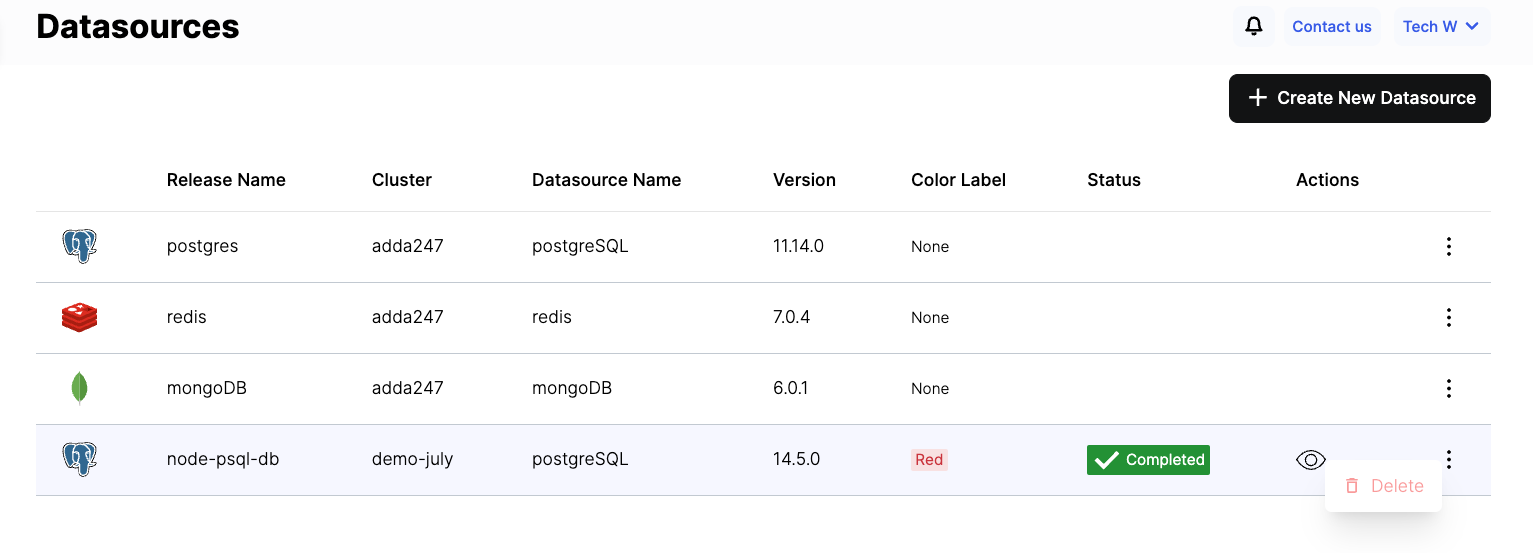 Datasources
Contact us
Tech W
Create New Datasource
Release Name Cluster Datasource Name Version Color Label Status Actions
postgres adda247 postgreSQL 11.14.0 None
redis adda247 redis 7.0.4 None
mongoDB adda247 mongoDB 6.0.1 None
node-psql-db demo-july postgreSQL 14.5.0 Red Completed
Delete